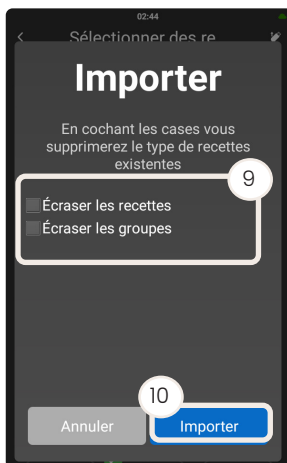 02:44
Sélectionner des re
Importer
En cochant les cases vous
supprimerez le type de recettes
existentes
9
Écraser les recettes
Écraser les groupes
10
Annuler
Importer